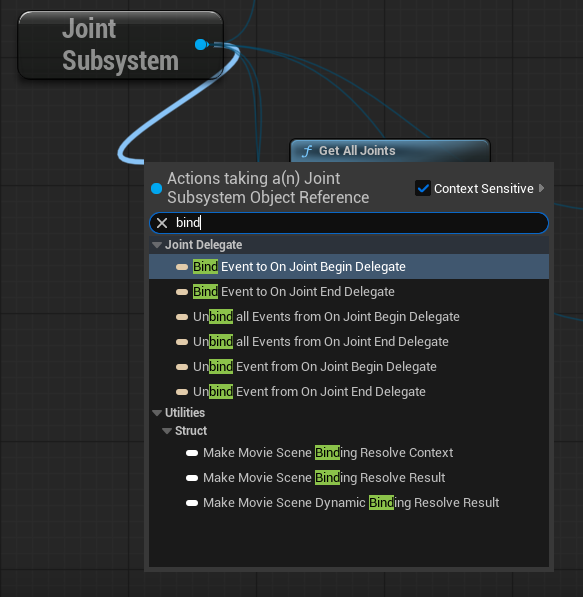 Joint
Subsystem
f Get All Joints
Actions taking a(n) Joint
Subsystem Object Reference
Context Sensitive
bind
Joint Delegate
Bind Event to On Joint Begin Delegate
Bind Event to On Joint End Delegate
Unbind all Events from On Joint Begin Delegate
Unbind all Events from On Joint End Delegate
Unbind Event from On Joint Begin Delegate
Unbind Event from On Joint End Delegate
Utilities
Struct
Make Movie Scene Binding Resolve Context
Make Movie Scene Binding Resolve Result
Make Movie Scene Dynamic Binding Resolve Result